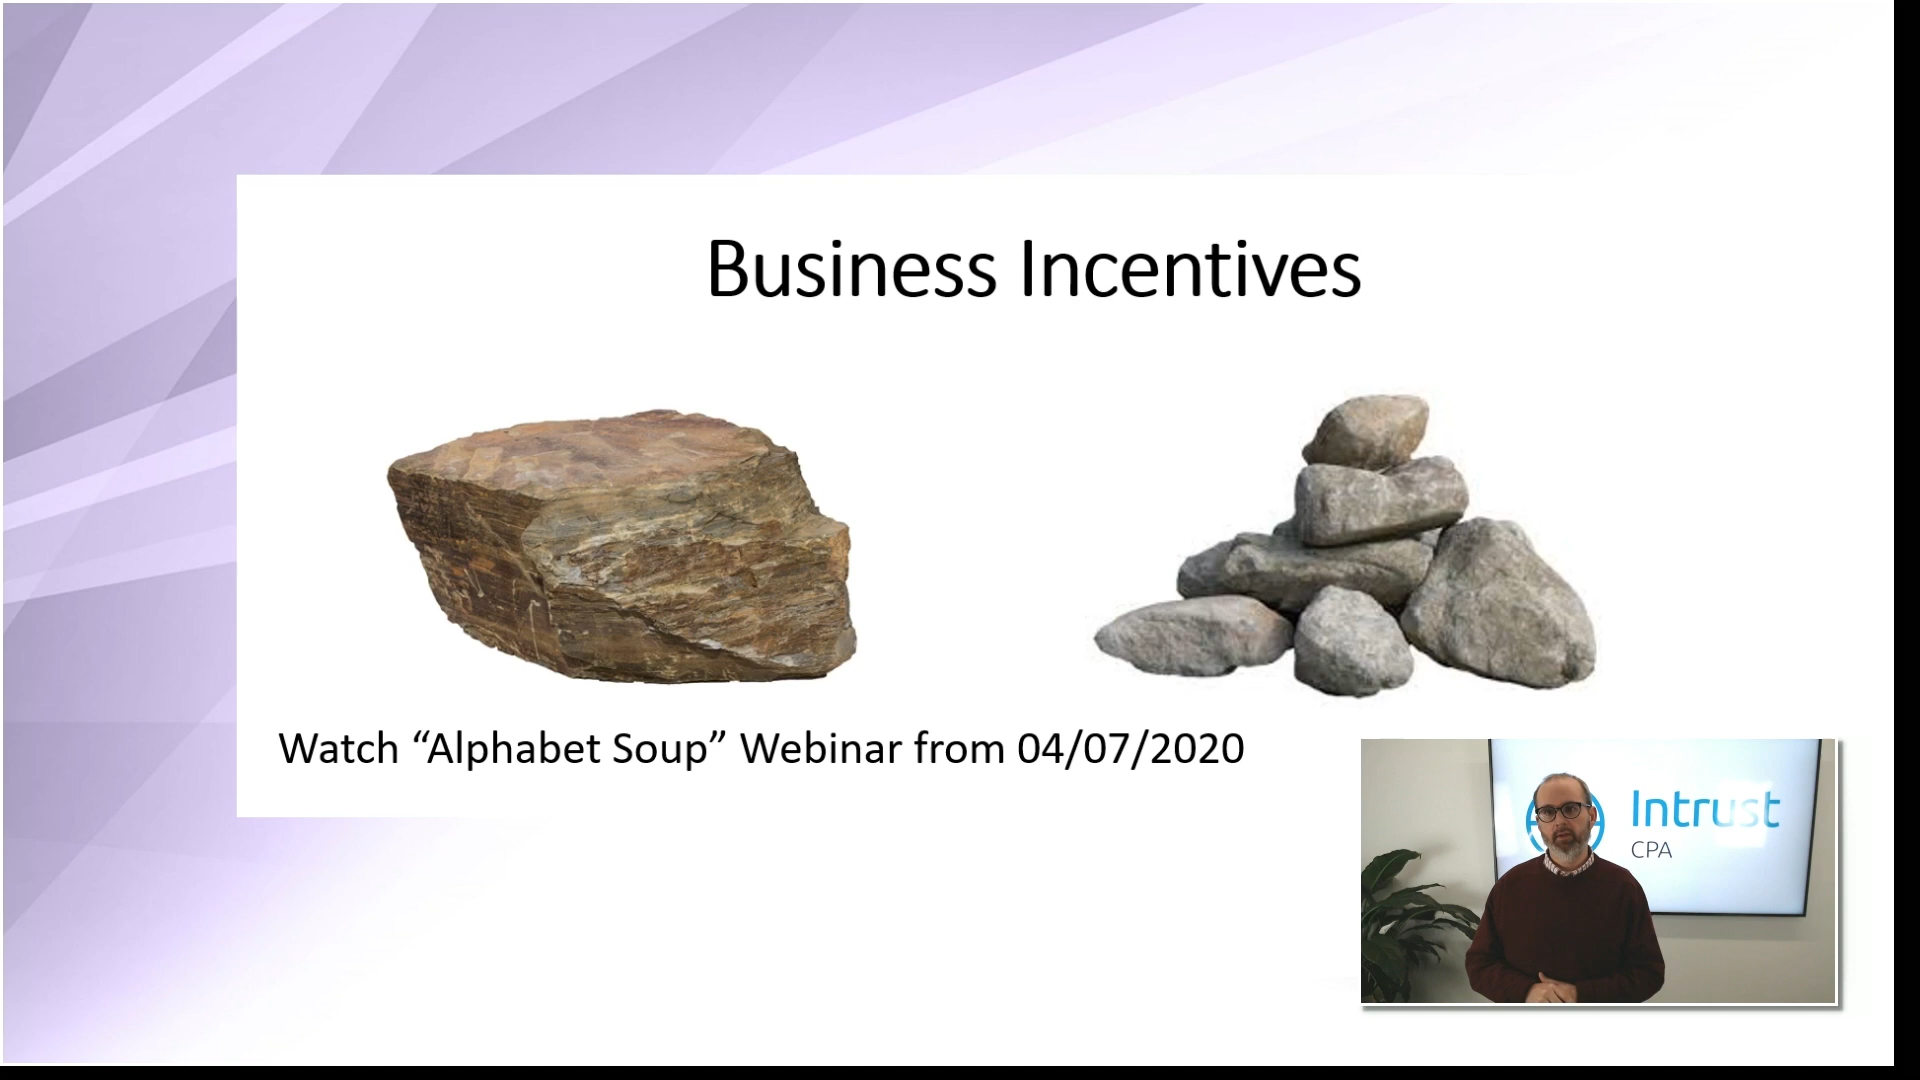 Business Incentives
Watch “Alphabet Soup” Webinar from 04/07/2020
Intrust
CPA